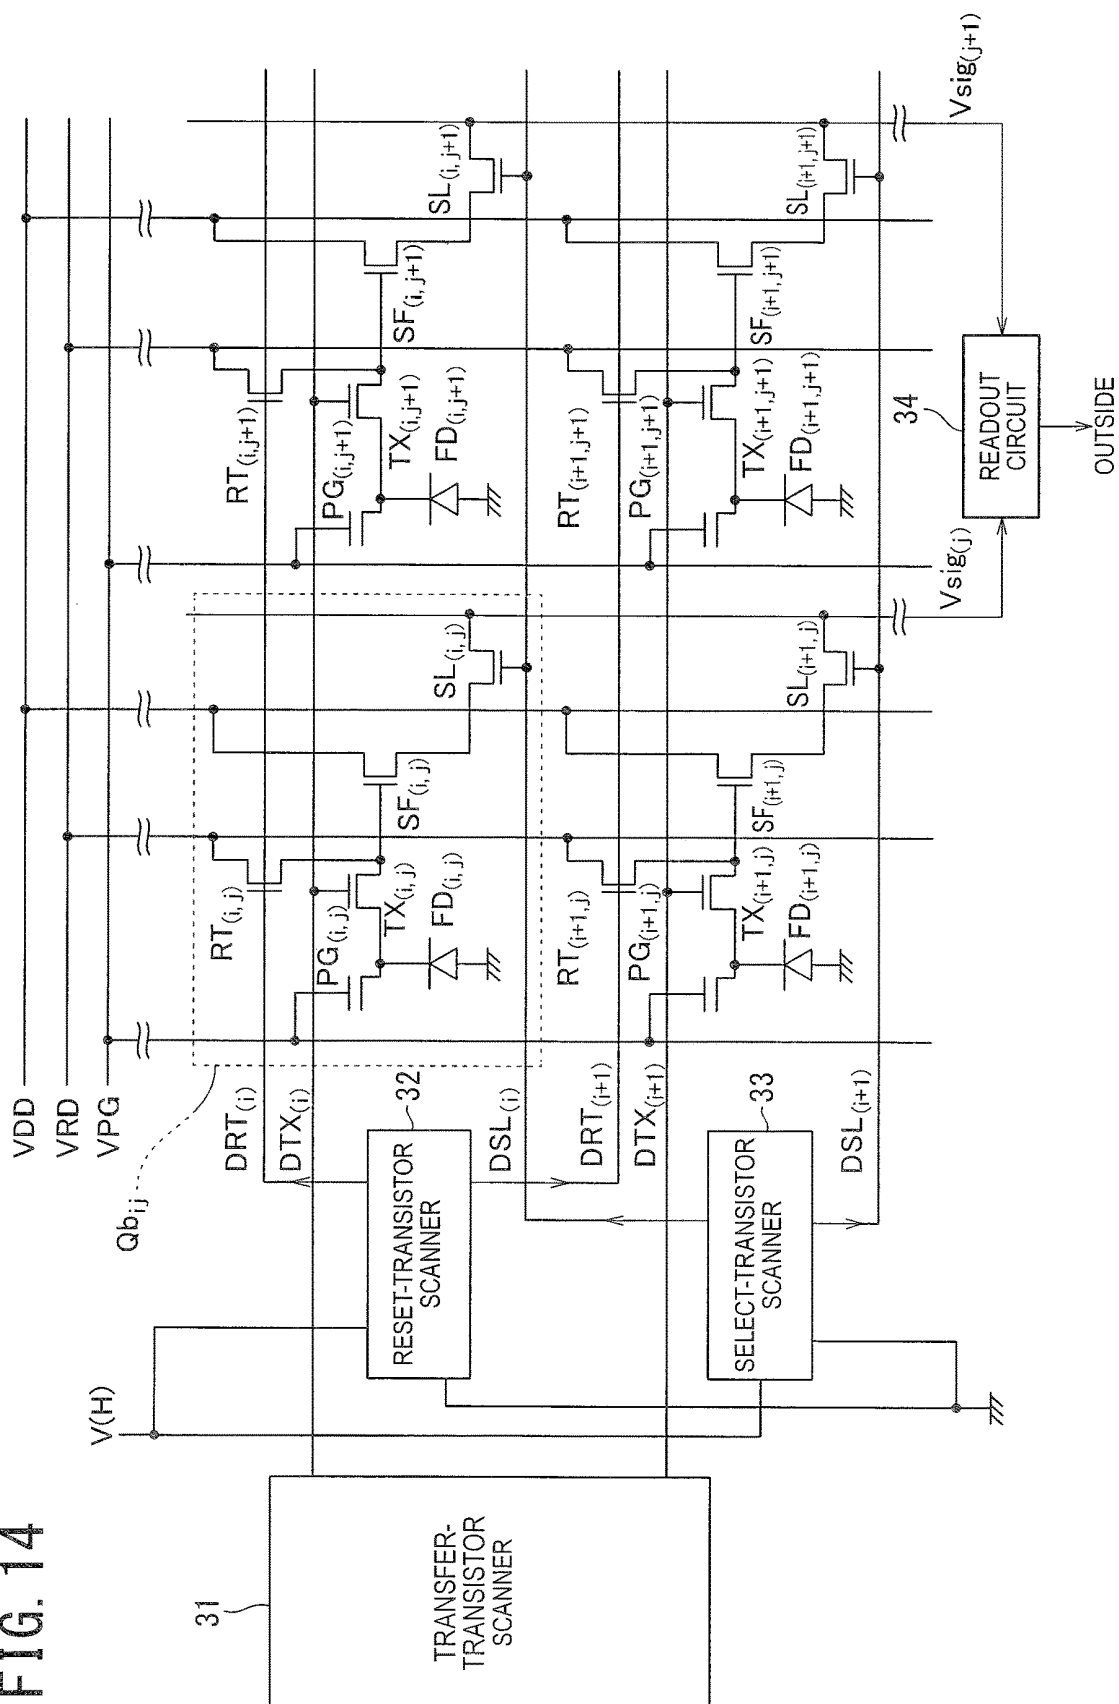 FIG. 14
VDD
VRD
VPG
Qb ij
V(H)
31
TRANSFER-
TRANSISTOR
SCANNER
RESET-TRANSISTOR
SCANNER
32
SELECT-TRANSISTOR
SCANNER
33
DRT(i)
DTX(i)
DSL(i)
DRT(i+1)
DTX(i+1)
DSL(i+1)
RT(i, j)
PG(i, j)
TX(i, j)
FD(i, j)
SF(i, j)
SL(i, j)
RT(i,j+1)
PG(i,j+1)
TX(i,j+1)
FD(i,j+1)
SF(i, j+1)
SL(i, j+1)
RT(i+1,j)
PG(i+1,j)
TX(i+1,j)
FD(i+1,j)
SF(i+1,j)
SL(i+1,j)
RT(i+1,j+1)
PG(i+1,j+1)
TX(i+1,j+1)
FD(i+1,j+1)
SF(i+1,j+1)
SL(i+1,j+1)
Vsig(j)
Vsig(j+1)
34
READOUT
CIRCUIT
OUTSIDE